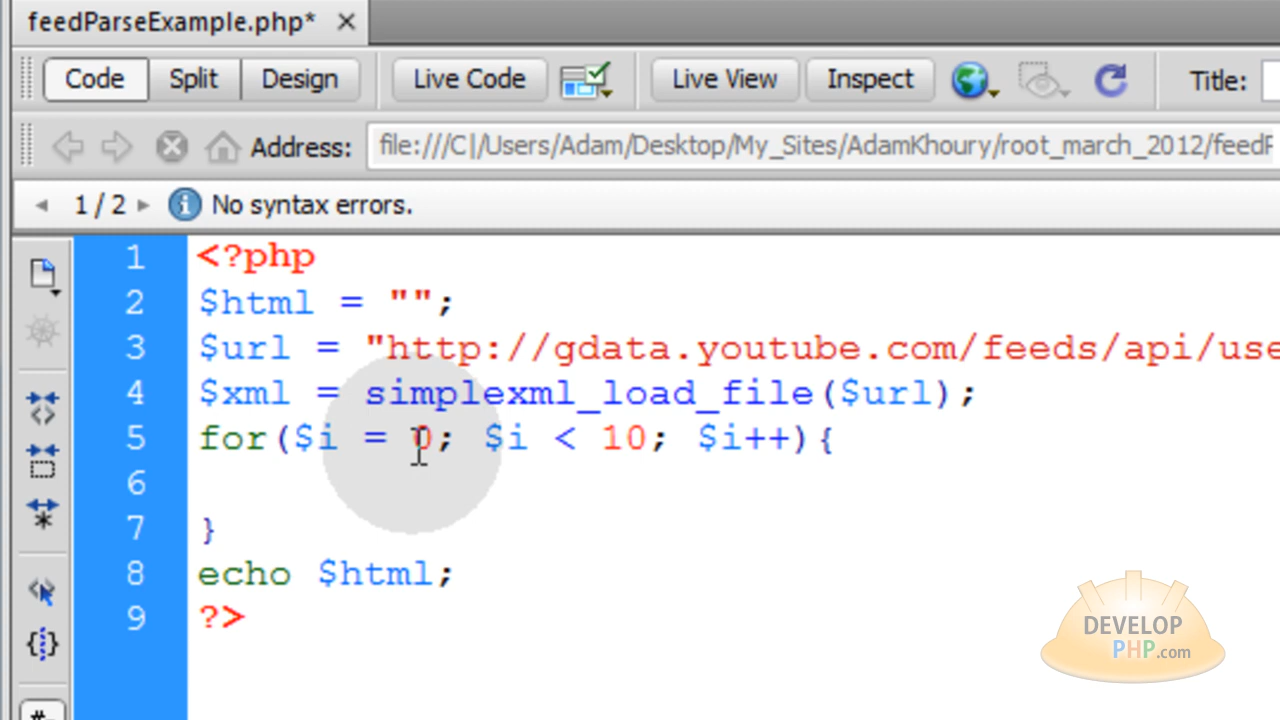 feedParseExample.php*
Code Split Design Live Code Live View Inspect Title:
Address: file:///C|/Users/Adam/Desktop/My_Sites/AdamKhoury/root_march_2012/feedP
1 / 2 No syntax errors.
1 <?php
2 $html = "";
3 $url = "http://gdata.youtube.com/feeds/api/use
4 $xml = simplexml_load_file($url);
5 for($i = 0; $i < 10; $i++){
6
7 }
8 echo $html;
9 ?>
DEVELOP
PHP.com